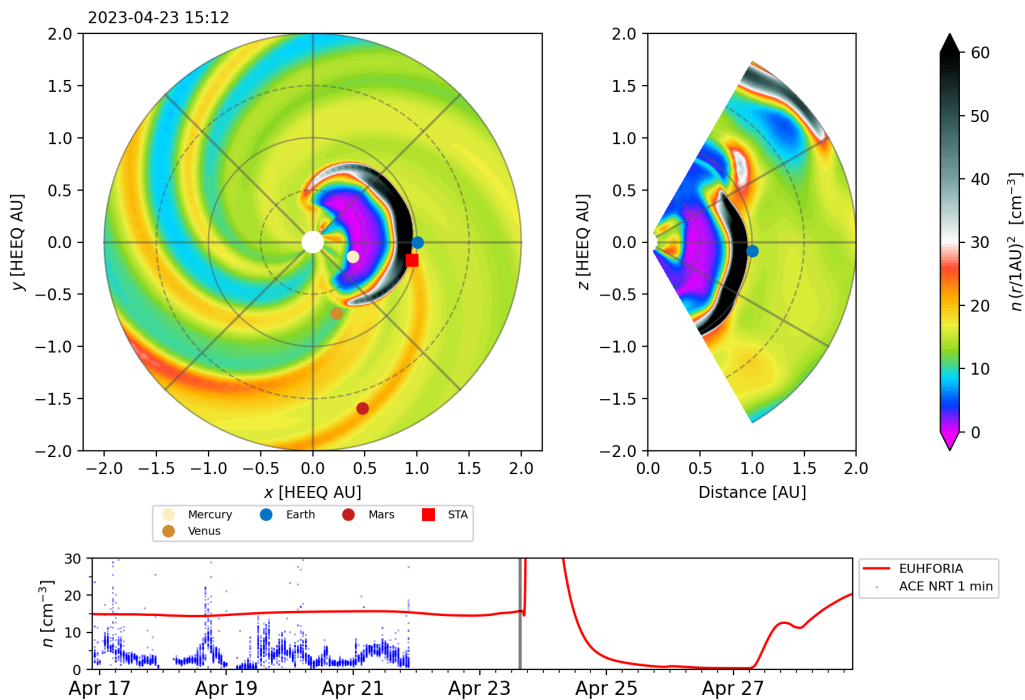 2023-04-23 15:12
2.0
1.5
1.0
0.5
0.0
−0.5
−1.0
−1.5
−2.0
y [HEEQ AU]
−2.0 −1.5 −1.0 −0.5 0.0 0.5 1.0 1.5 2.0
x [HEEQ AU]
2.0
1.5
1.0
0.5
0.0
−0.5
−1.0
−1.5
−2.0
z [HEEQ AU]
0.0 0.5 1.0 1.5 2.0
Distance [AU]
60
50
40
30
20
10
0
n (r/1AU)² [cm⁻³]
Mercury Earth Mars STA
Venus
30
20
10
0
n [cm⁻³]
Apr 17 Apr 19 Apr 21 Apr 23 Apr 25 Apr 27
EUHFORIA
ACE NRT 1 min